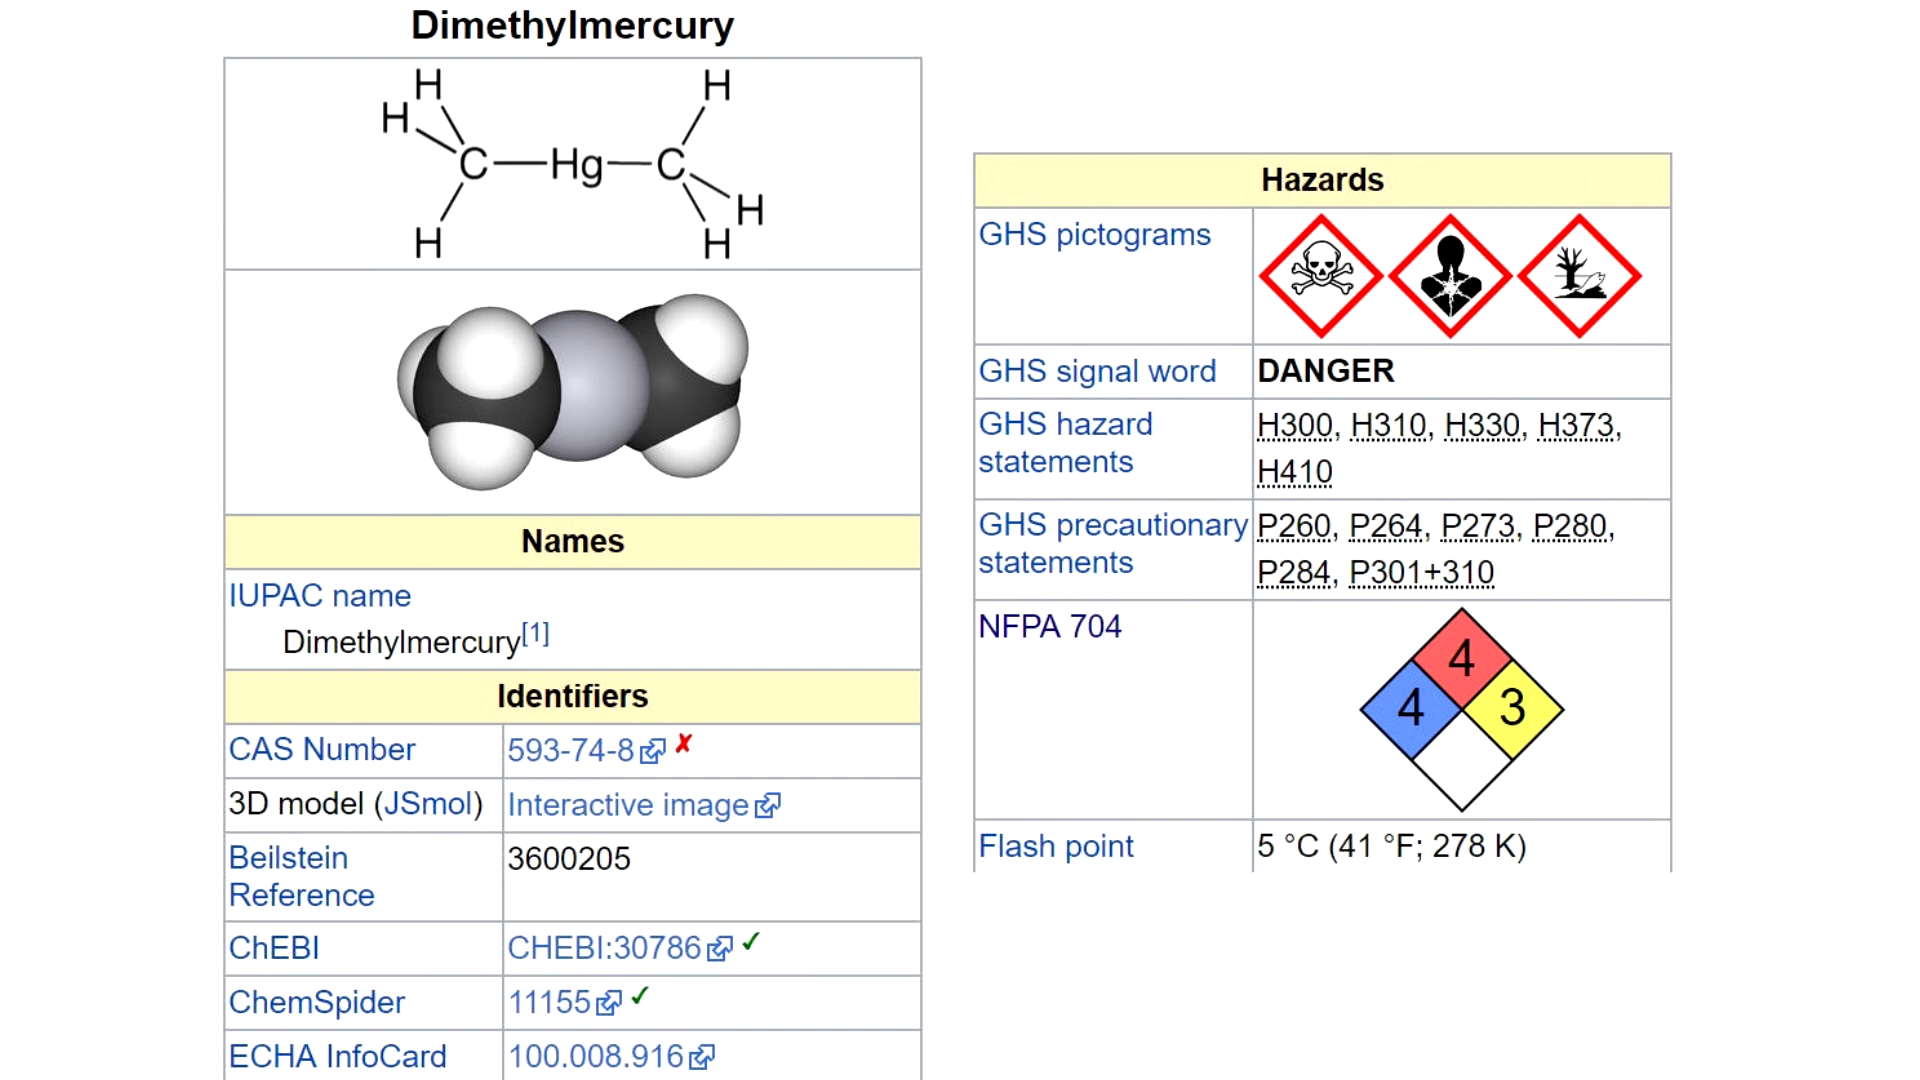 Dimethylmercury
H
H
H
C
Hg
C
H
H
H
Names
IUPAC name
Dimethylmercury[1]
Identifiers
CAS Number 593-74-8 ✗
3D model (JSmol) Interactive image
Beilstein
Reference
3600205
ChEBI CHEBI:30786 ✓
ChemSpider 11155 ✓
ECHA InfoCard 100.008.916
Hazards
GHS pictograms
GHS signal word DANGER
GHS hazard
statements
H300, H310, H330, H373,
H410
GHS precautionary
statements
P260, P264, P273, P280,
P284, P301+310
NFPA 704
4
4
3
Flash point 5 °C (41 °F; 278 K)